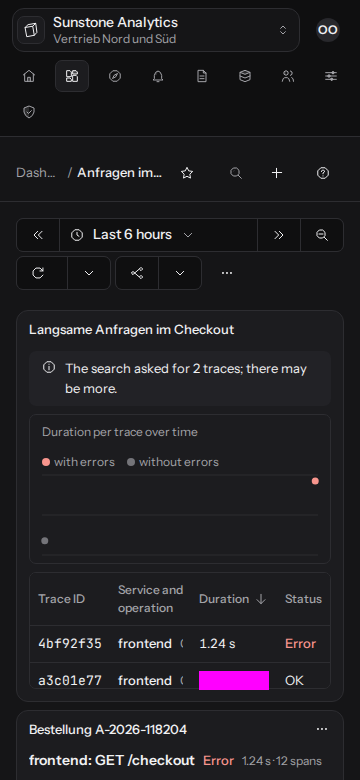 Sunstone Analytics
Vertrieb Nord und Süd
OO
Dash… / Anfragen im…
Last 6 hours
Langsame Anfragen im Checkout
The search asked for 2 traces; there may
be more.
Duration per trace over time
with errors without errors
Trace ID Service and operation Duration Status
4bf92f35 frontend 1.24 s Error
a3c01e77 frontend OK
Bestellung A-2026-118204
frontend: GET /checkout Error 1.24 s · 12 spans